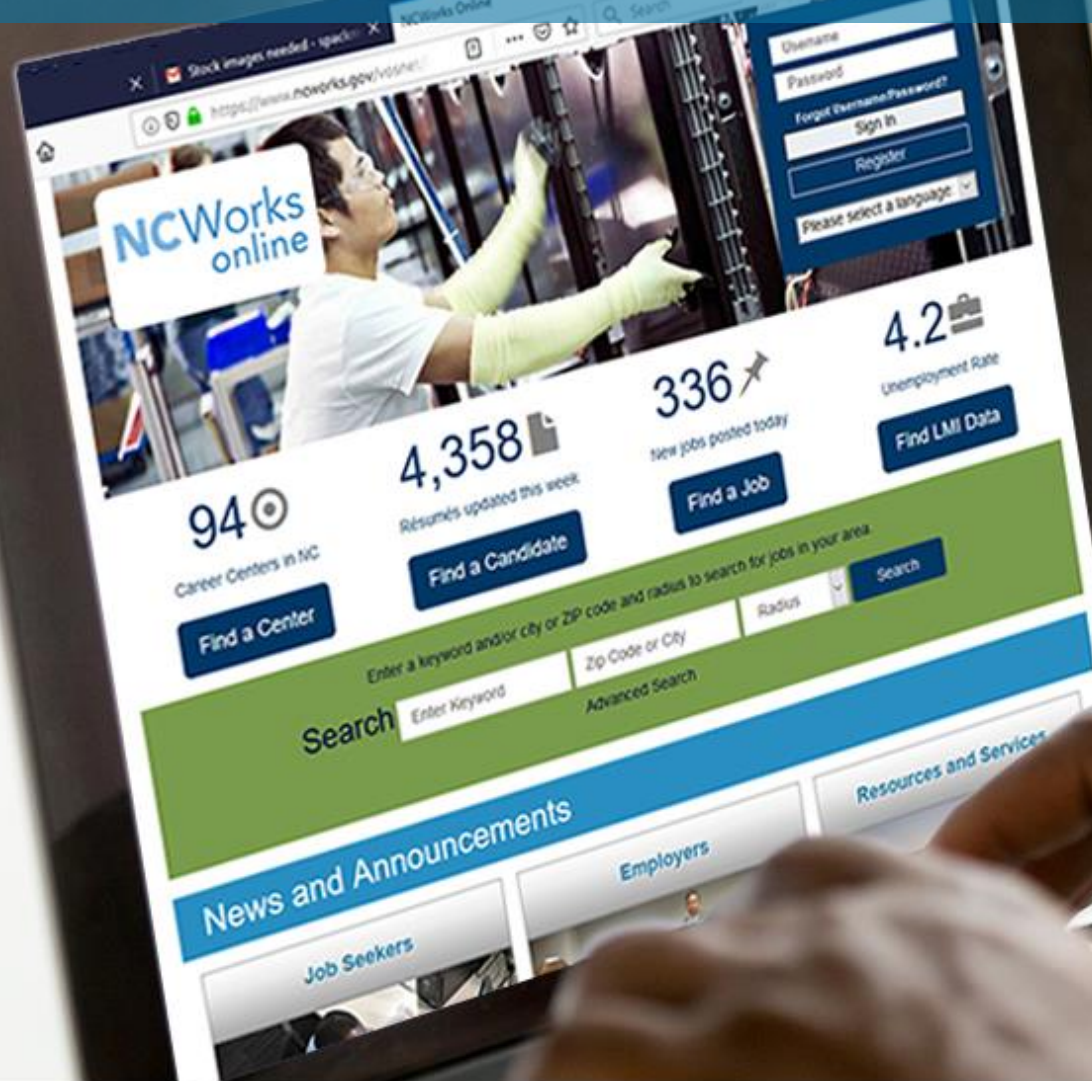 NCWorks Online
Stock images needed - spackn
https://www.ncworks.gov/vosnet/
Search
NCWorks
online
Username
Password
Forgot Username/Password?
Sign In
Register
Please select a language
94
Career Centers in NC
Find a Center
4,358
Résumés updated this week
Find a Candidate
336
New jobs posted today
Find a Job
4.2
Unemployment Rate
Find LMI Data
Enter a keyword and/or city or ZIP code and radius to search for jobs in your area.
Search
Enter Keyword
Zip Code or City
Radius
Search
Advanced Search
News and Announcements
Job Seekers
Employers
Resources and Services